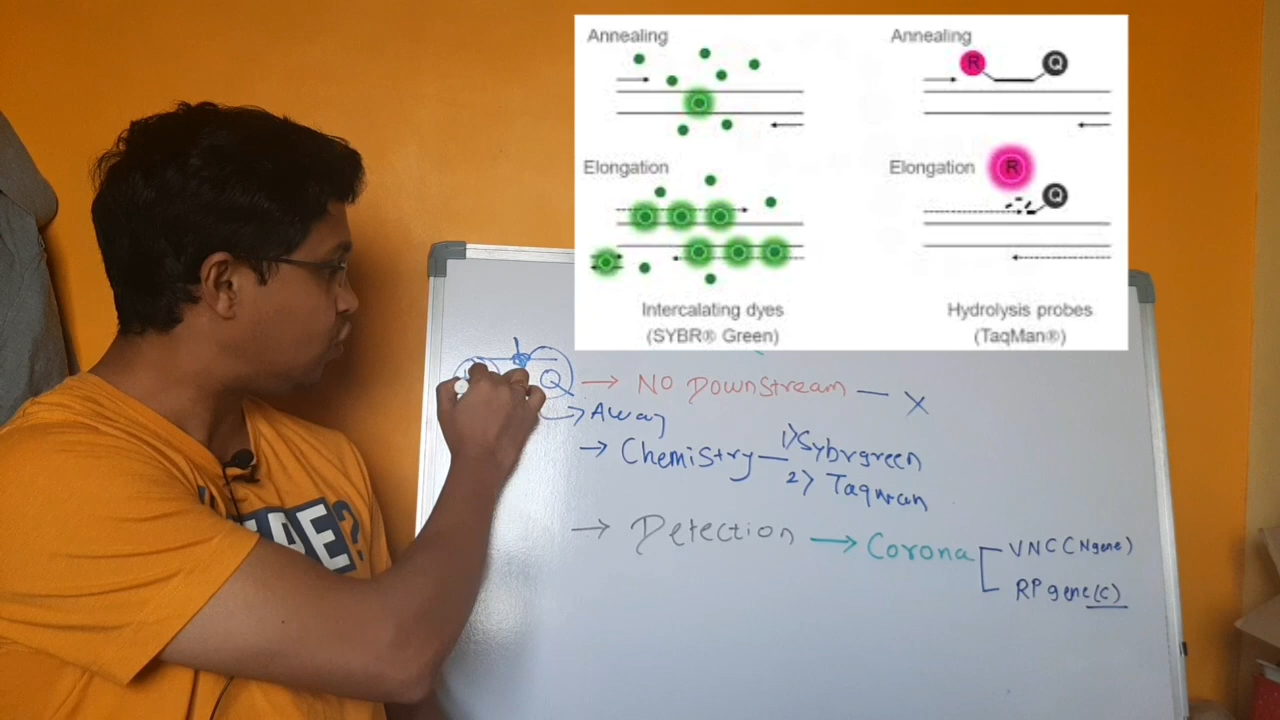 Annealing
Annealing
R
Q
Elongation
Elongation
R
Q
Intercalating dyes
(SYBR® Green)
Hydrolysis probes
(TaqMan®)
Q → NO DownStream — X
→ Away
→ Chemistry — 1) Sybrgreen
2) Taqman
→ Detection → Corona
VNC (Ngene)
RP gene (c)